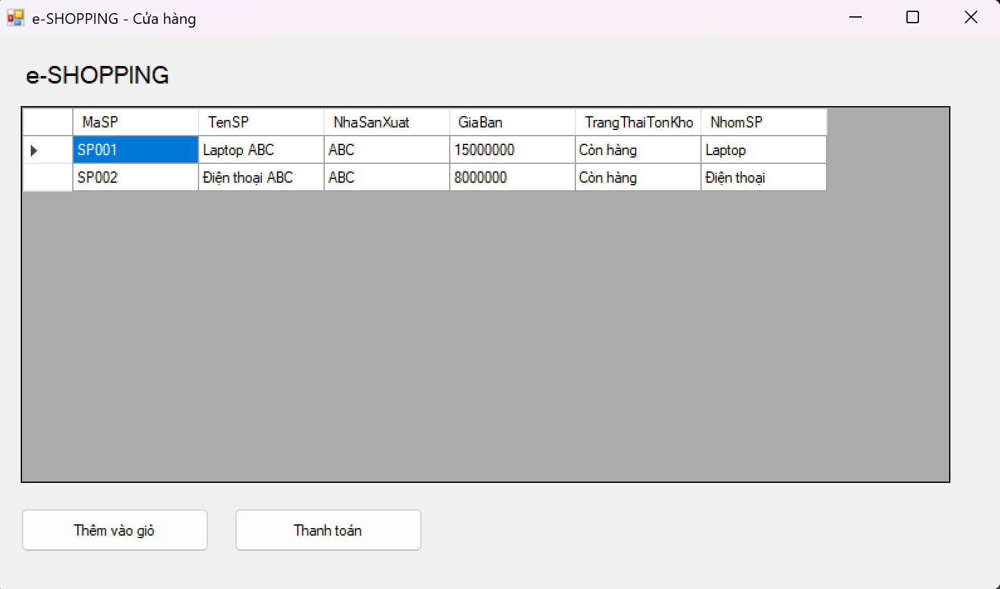 e-SHOPPING - Cửa hàng
e-SHOPPING
MaSP TenSP NhaSanXuat GiaBan TrangThaiTonKho NhomSP
SP001 Laptop ABC ABC 15000000 Còn hàng Laptop
SP002 Điện thoại ABC ABC 8000000 Còn hàng Điện thoại
Thêm vào giỏ Thanh toán